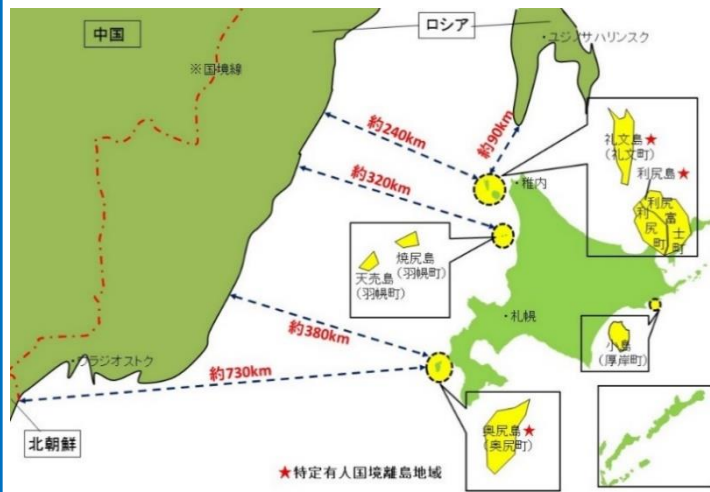 中国
ロシア
・ユジノサハリンスク
※国境線
約240km
約90km
約320km
礼文島★
（礼文町）
利尻島★
利尻町
利尻富士町
・稚内
焼尻島
（羽幌町）
天売島
（羽幌町）
・札幌
小島
（厚岸町）
約380km
・ウラジオストク
約730km
北朝鮮
奥尻島★
（奥尻町）
★特定有人国境離島地域